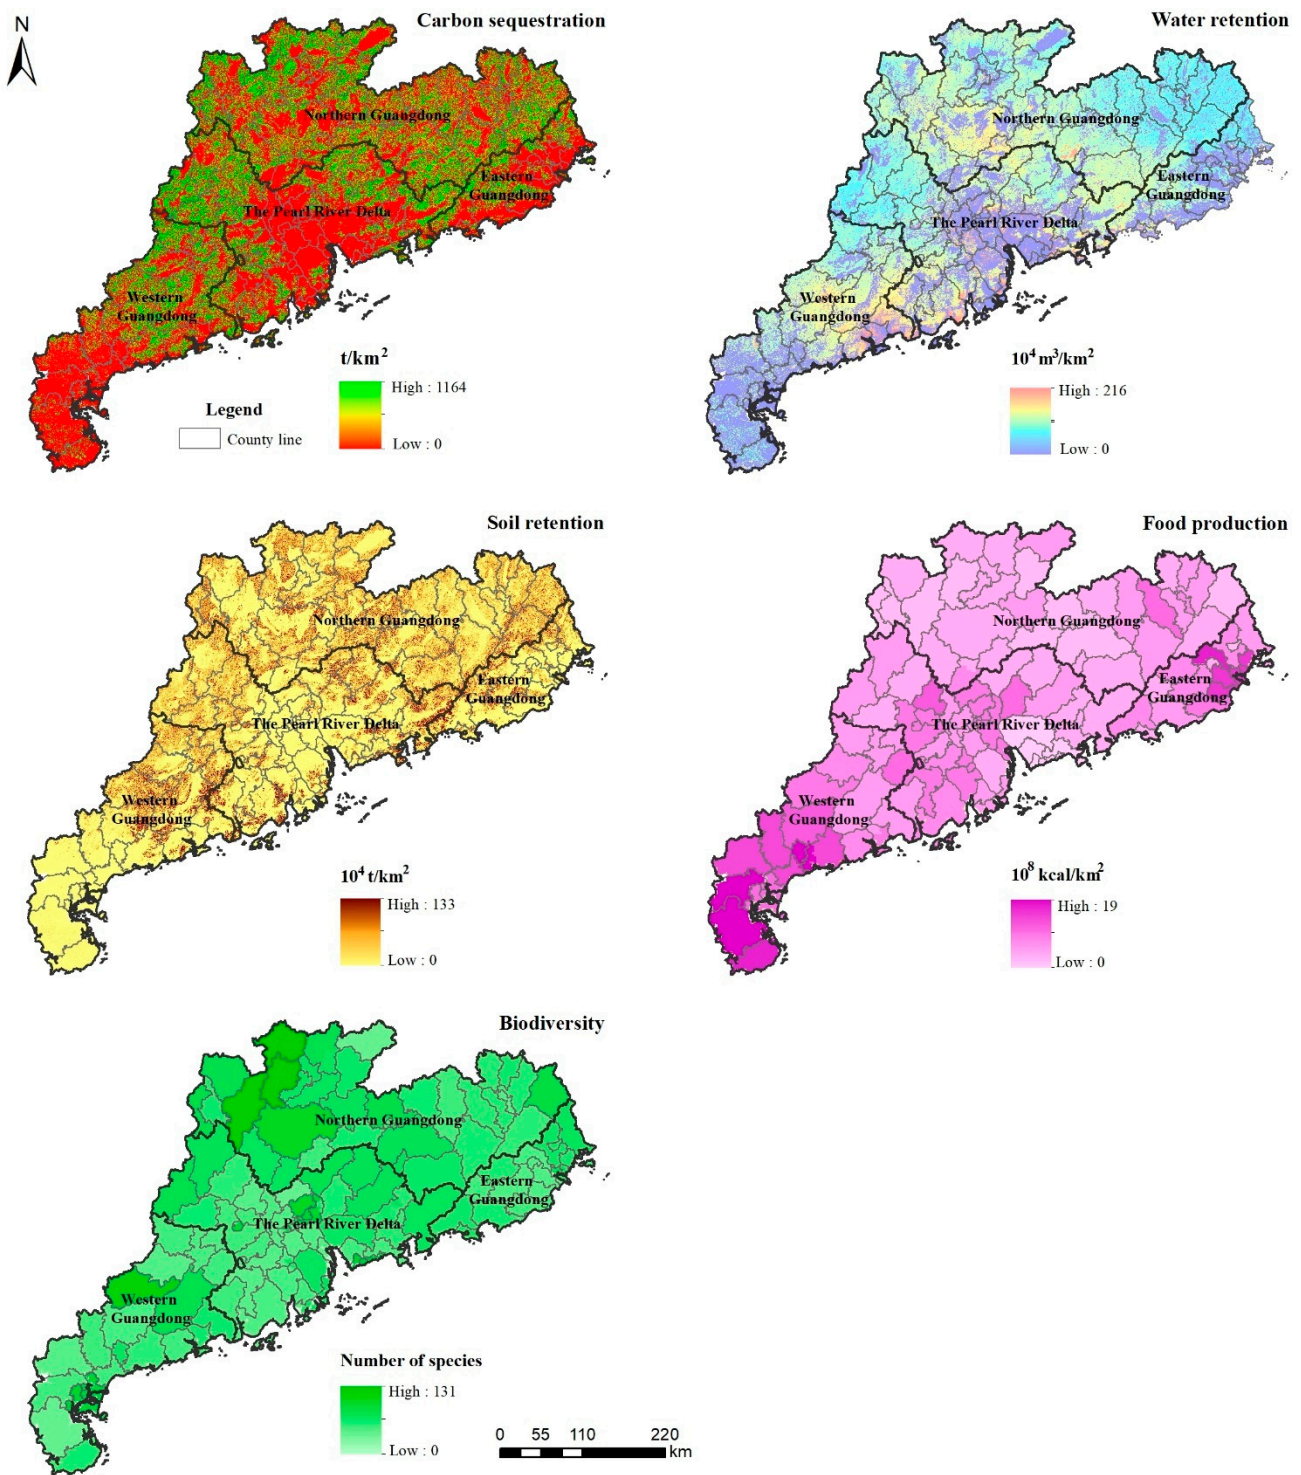 N
Carbon sequestration
Northern Guangdong
Eastern
Guangdong
The Pearl River Delta
Western
Guangdong
t/km²
High : 1164
Low : 0
Legend
County line
Water retention
Northern Guangdong
Eastern
Guangdong
The Pearl River Delta
Western
Guangdong
10⁴ m³/km²
High : 216
Low : 0
Soil retention
Northern Guangdong
Eastern
Guangdong
The Pearl River Delta
Western
Guangdong
10⁴ t/km²
High : 133
Low : 0
Food production
Northern Guangdong
Eastern
Guangdong
The Pearl River Delta
Western
Guangdong
10⁸ kcal/km²
High : 19
Low : 0
Biodiversity
Northern Guangdong
Eastern
Guangdong
The Pearl River Delta
Western
Guangdong
Number of species
High : 131
Low : 0
0 55 110 220
km